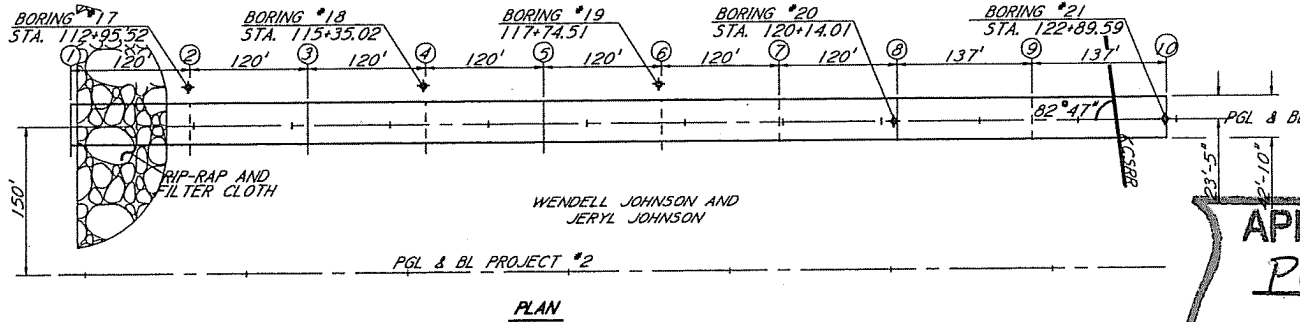 BORING #17
STA. 112+95.52
BORING #18
STA. 115+35.02
BORING #19
117+74.51
BORING #20
STA. 120+14.01
BORING #21
STA. 122+89.59
1 2 3 4 5 6 7 8 9 10
120' 120' 120' 120' 120' 120' 120' 137' 137'
82°47"
PGL & BL
KCSRR
23'-5"
RIP-RAP AND
FILTER CLOTH
150'
WENDELL JOHNSON AND
JERYL JOHNSON
PGL & BL PROJECT #2
PLAN